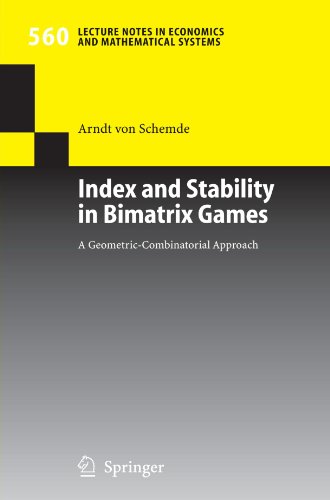 560
LECTURE NOTES IN ECONOMICS
AND MATHEMATICAL SYSTEMS
Arndt von Schemde
Index and Stability
in Bimatrix Games
A Geometric-Combinatorial Approach
Springer